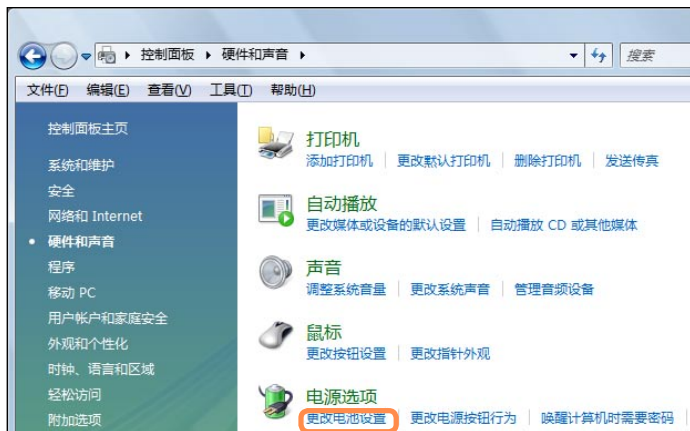 控制面板 硬件和声音 搜索
文件(F) 编辑(E) 查看(V) 工具(T) 帮助(H)
控制面板主页
系统和维护
安全
网络和 Internet
硬件和声音
程序
移动 PC
用户帐户和家庭安全
外观和个性化
时钟、语言和区域
轻松访问
附加选项
打印机
添加打印机 更改默认打印机 删除打印机 发送传真
自动播放
更改媒体或设备的默认设置 自动播放 CD 或其他媒体
声音
调整系统音量 更改系统声音 管理音频设备
鼠标
更改按钮设置 更改指针外观
电源选项
更改电池设置 更改电源按钮行为 唤醒计算机时需要密码